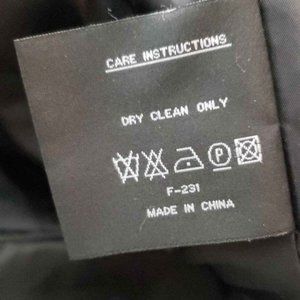 CARE INSTRUCTIONS
DRY CLEAN ONLY
P
F-231
MADE IN CHINA